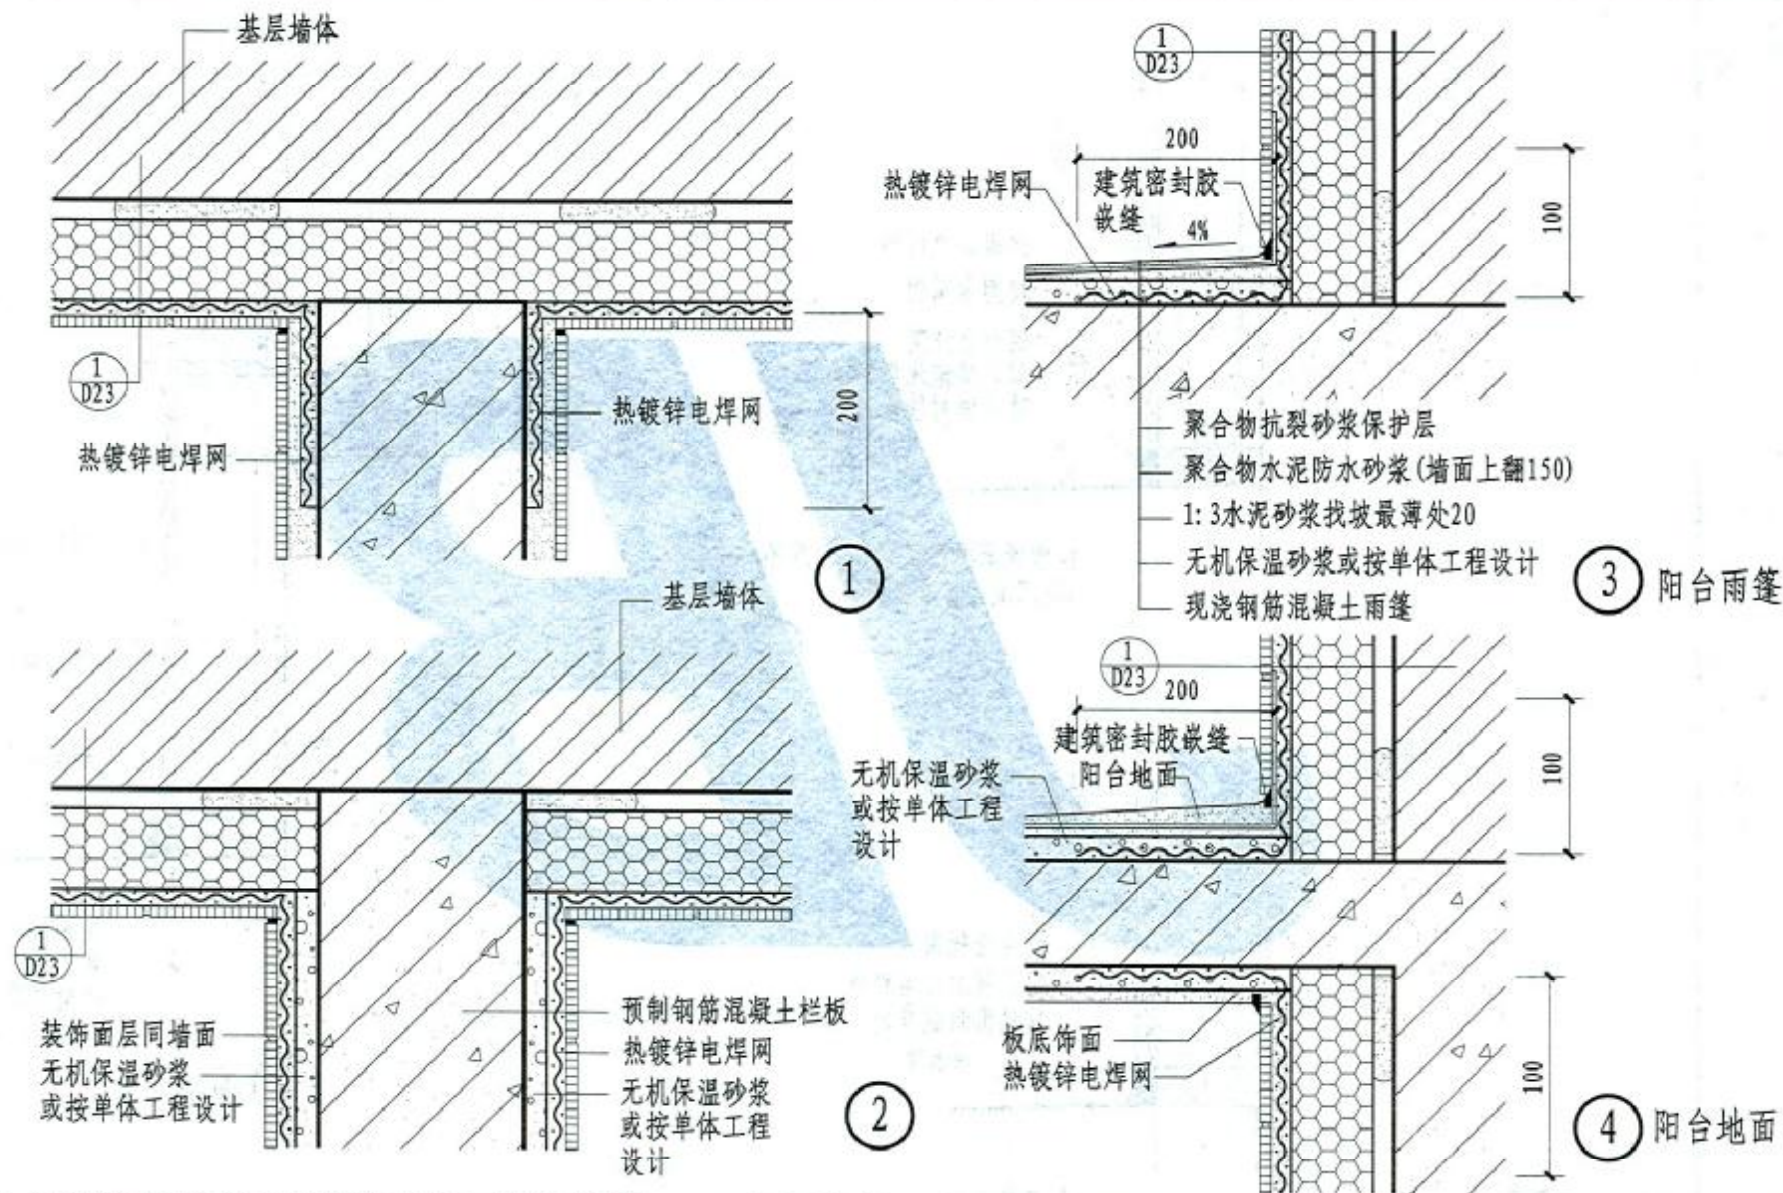 基层墙体
1
D23
热镀锌电焊网
热镀锌电焊网
200
1
基层墙体
1
D23
装饰面层同墙面
无机保温砂浆
或按单体工程设计
预制钢筋混凝土栏板
热镀锌电焊网
无机保温砂浆
或按单体工程
设计
2
1
D23
200
热镀锌电焊网
建筑密封胶
嵌缝
4%
100
聚合物抗裂砂浆保护层
聚合物水泥防水砂浆(墙面上翻150)
1:3水泥砂浆找坡最薄处20
无机保温砂浆或按单体工程设计
现浇钢筋混凝土雨篷
3 阳台雨篷
1
D23
200
建筑密封胶嵌缝
阳台地面
无机保温砂浆
或按单体工程
设计
100
板底饰面
热镀锌电焊网
100
4 阳台地面